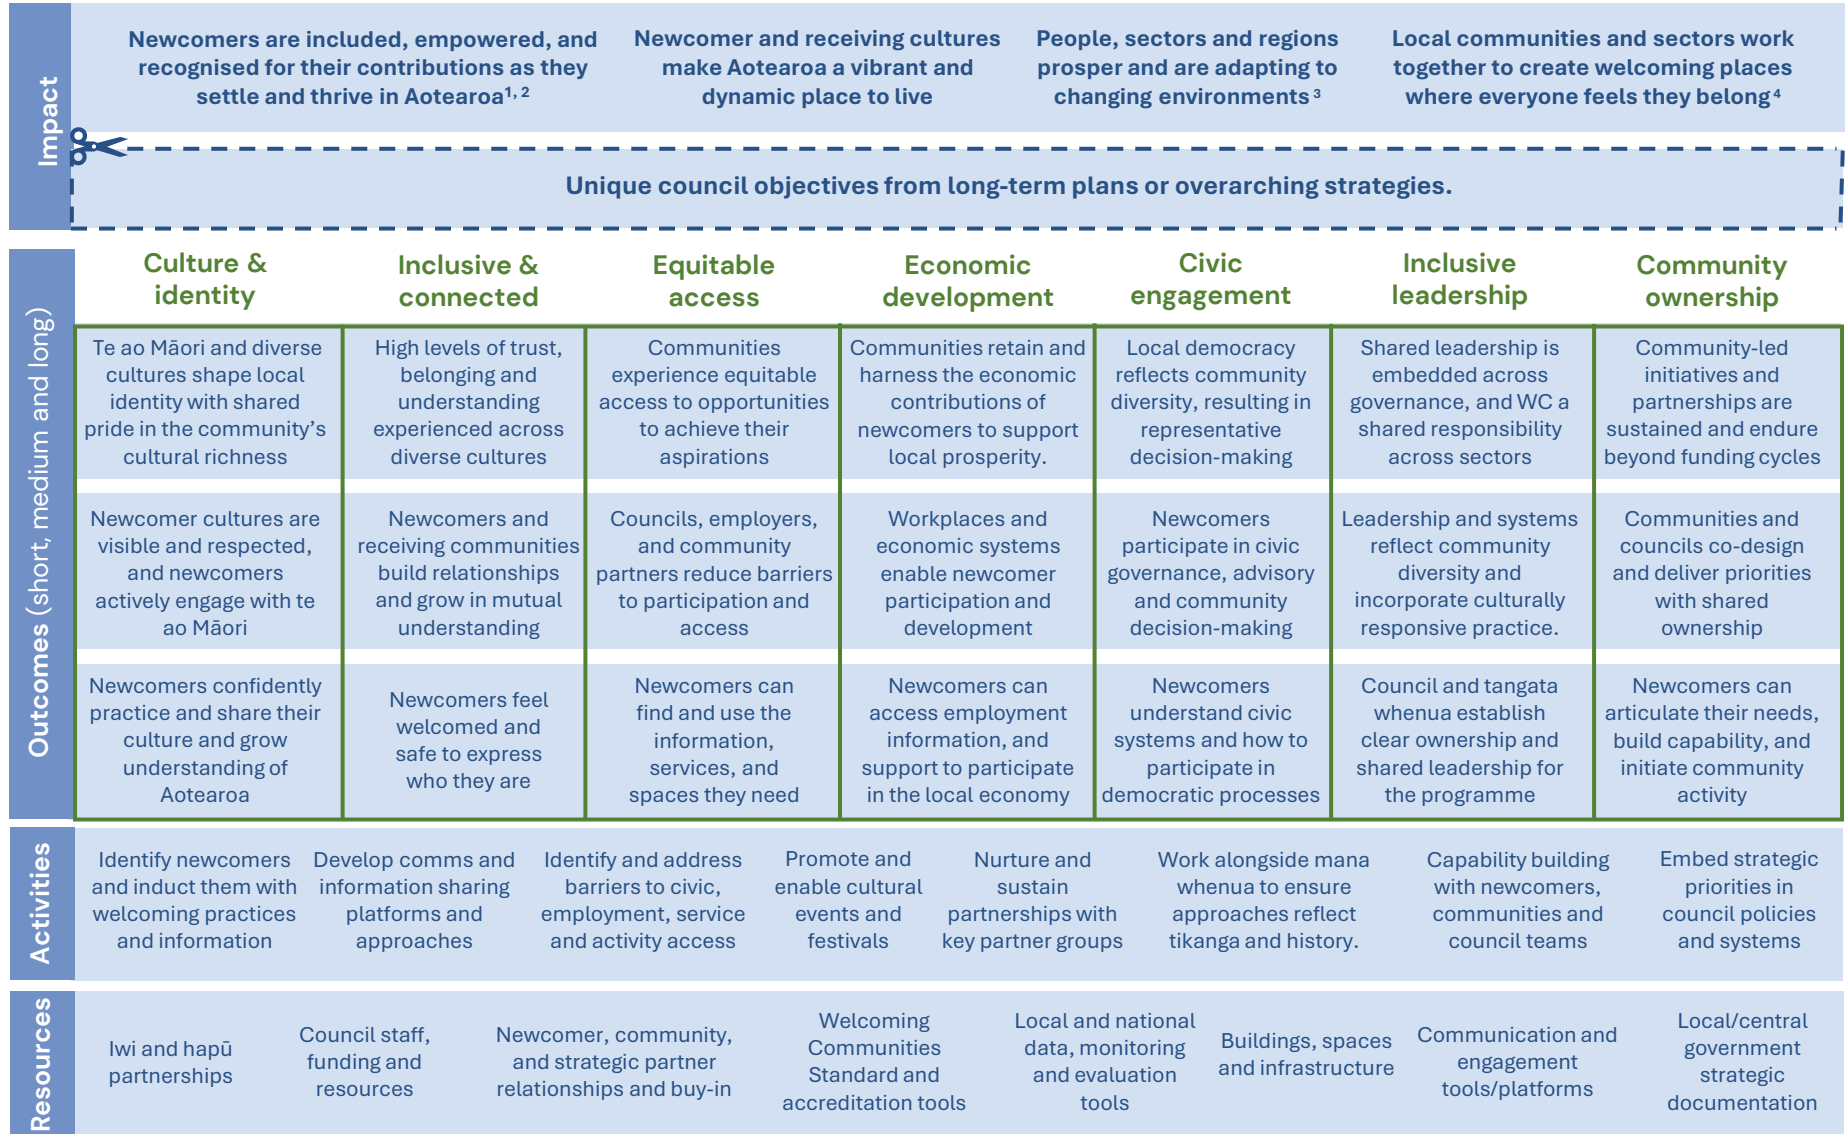 Impact
Newcomers are included, empowered, and
recognised for their contributions as they
settle and thrive in Aotearoa¹, ²
Newcomer and receiving cultures
make Aotearoa a vibrant and
dynamic place to live
People, sectors and regions
prosper and are adapting to
changing environments ³
Local communities and sectors work
together to create welcoming places
where everyone feels they belong ⁴
Unique council objectives from long-term plans or overarching strategies.
Outcomes (short, medium and long)
Culture &
identity
Inclusive &
connected
Equitable
access
Economic
development
Civic
engagement
Inclusive
leadership
Community
ownership
Te ao Māori and diverse
cultures shape local
identity with shared
pride in the community’s
cultural richness
High levels of trust,
belonging and
understanding
experienced across
diverse cultures
Communities
experience equitable
access to opportunities
to achieve their
aspirations
Communities retain and
harness the economic
contributions of
newcomers to support
local prosperity.
Local democracy
reflects community
diversity, resulting in
representative
decision-making
Shared leadership is
embedded across
governance, and WC a
shared responsibility
across sectors
Community-led
initiatives and
partnerships are
sustained and endure
beyond funding cycles
Newcomer cultures are
visible and respected,
and newcomers
actively engage with te
ao Māori
Newcomers and
receiving communities
build relationships
and grow in mutual
understanding
Councils, employers,
and community
partners reduce barriers
to participation and
access
Workplaces and
economic systems
enable newcomer
participation and
development
Newcomers
participate in civic
governance, advisory
and community
decision-making
Leadership and systems
reflect community
diversity and
incorporate culturally
responsive practice.
Communities and
councils co-design
and deliver priorities
with shared
ownership
Newcomers confidently
practice and share their
culture and grow
understanding of
Aotearoa
Newcomers feel
welcomed and
safe to express
who they are
Newcomers can
find and use the
information,
services, and
spaces they need
Newcomers can
access employment
information, and
support to participate
in the local economy
Newcomers
understand civic
systems and how to
participate in
democratic processes
Council and tangata
whenua establish
clear ownership and
shared leadership for
the programme
Newcomers can
articulate their needs,
build capability, and
initiate community
activity
Activities
Identify newcomers
and induct them with
welcoming practices
and information
Develop comms and
information sharing
platforms and
approaches
Identify and address
barriers to civic,
employment, service
and activity access
Promote and
enable cultural
events and
festivals
Nurture and
sustain
partnerships with
key partner groups
Work alongside mana
whenua to ensure
approaches reflect
tikanga and history.
Capability building
with newcomers,
communities and
council teams
Embed strategic
priorities in
council policies
and systems
Resources
Iwi and hapū
partnerships
Council staff,
funding and
resources
Newcomer, community,
and strategic partner
relationships and buy-in
Welcoming
Communities
Standard and
accreditation tools
Local and national
data, monitoring
and evaluation
tools
Buildings, spaces
and infrastructure
Communication and
engagement
tools/platforms
Local/central
government
strategic
documentation